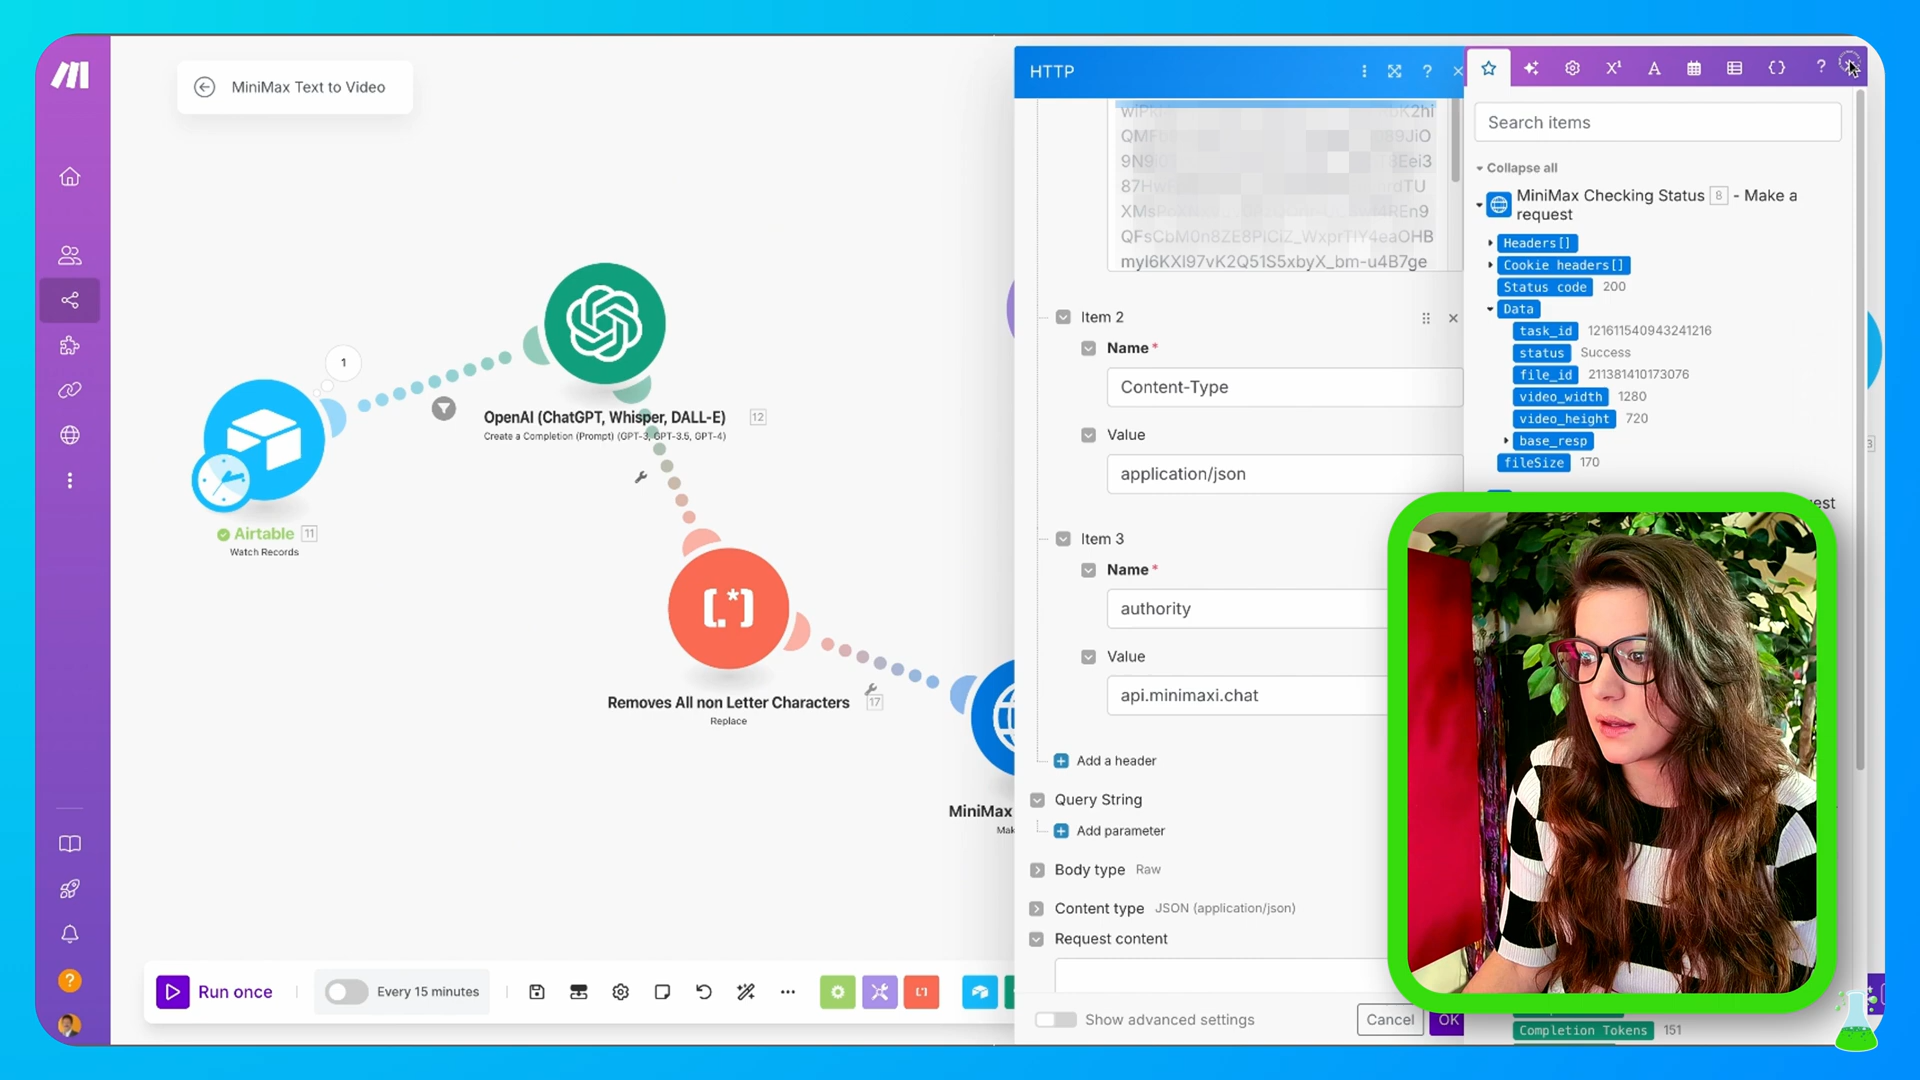 MiniMax Text to Video
1
OpenAI (ChatGPT, Whisper, DALL-E) 12
Create a Completion (Prompt) (GPT-3, GPT-3.5, GPT-4)
Airtable 11
Watch Records
Removes All non Letter Characters 17
Replace
MiniMax
Run once
Every 15 minutes
HTTP
QFsCbM0n8ZE8PiCiZ_WxprTlY4eaOHB
myI6KXI97vK2Q51S5xbyX_bm-u4B7ge
Item 2
Name *
Content-Type
Value
application/json
Item 3
Name *
authority
Value
api.minimaxi.chat
Add a header
Query String
Add parameter
Body type Raw
Content type JSON (application/json)
Request content
Show advanced settings
Cancel
OK
Search items
Collapse all
MiniMax Checking Status 8 - Make a
request
Headers[]
Cookie headers[]
Status code 200
Data
task_id 121611540943241216
status Success
file_id 211381410173076
video_width 1280
video_height 720
base_resp
fileSize 170
Completion Tokens 151